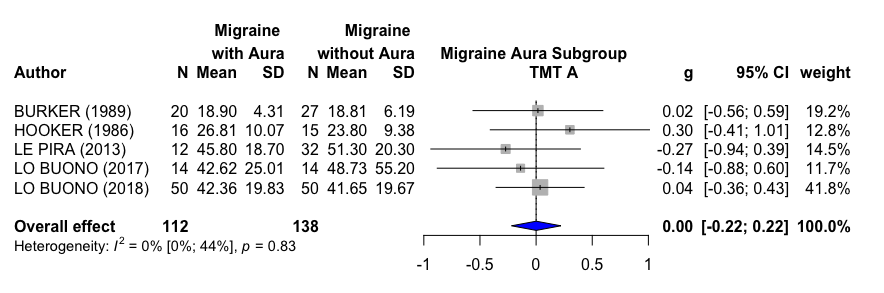 Migraine Migraine
with Aura without Aura Migraine Aura Subgroup
Author N Mean SD N Mean SD TMT A g 95% CI weight
BURKER (1989) 20 18.90 4.31 27 18.81 6.19 0.02 [-0.56; 0.59] 19.2%
HOOKER (1986) 16 26.81 10.07 15 23.80 9.38 0.30 [-0.41; 1.01] 12.8%
LE PIRA (2013) 12 45.80 18.70 32 51.30 20.30 -0.27 [-0.94; 0.39] 14.5%
LO BUONO (2017) 14 42.62 25.01 14 48.73 55.20 -0.14 [-0.88; 0.60] 11.7%
LO BUONO (2018) 50 42.36 19.83 50 41.65 19.67 0.04 [-0.36; 0.43] 41.8%
Overall effect 112 138 0.00 [-0.22; 0.22] 100.0%
Heterogeneity: I² = 0% [0%; 44%], p = 0.83
-1 -0.5 0 0.5 1